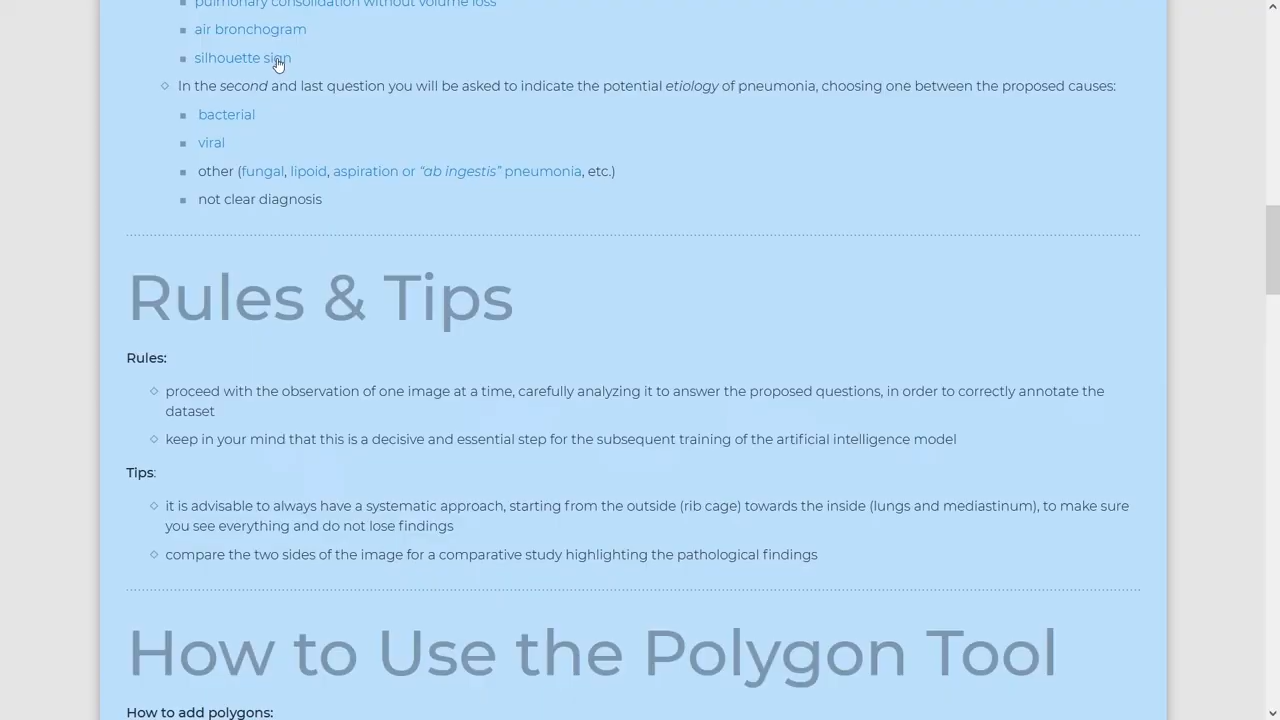 pulmonary consolidation without volume loss
air bronchogram
silhouette sign
In the second and last question you will be asked to indicate the potential etiology of pneumonia, choosing one between the proposed causes:
bacterial
viral
other (fungal, lipoid, aspiration or “ab ingestis” pneumonia, etc.)
not clear diagnosis
Rules & Tips
Rules:
proceed with the observation of one image at a time, carefully analyzing it to answer the proposed questions, in order to correctly annotate the
dataset
keep in your mind that this is a decisive and essential step for the subsequent training of the artificial intelligence model
Tips:
it is advisable to always have a systematic approach, starting from the outside (rib cage) towards the inside (lungs and mediastinum), to make sure
you see everything and do not lose findings
compare the two sides of the image for a comparative study highlighting the pathological findings
How to Use the Polygon Tool
How to add polygons: